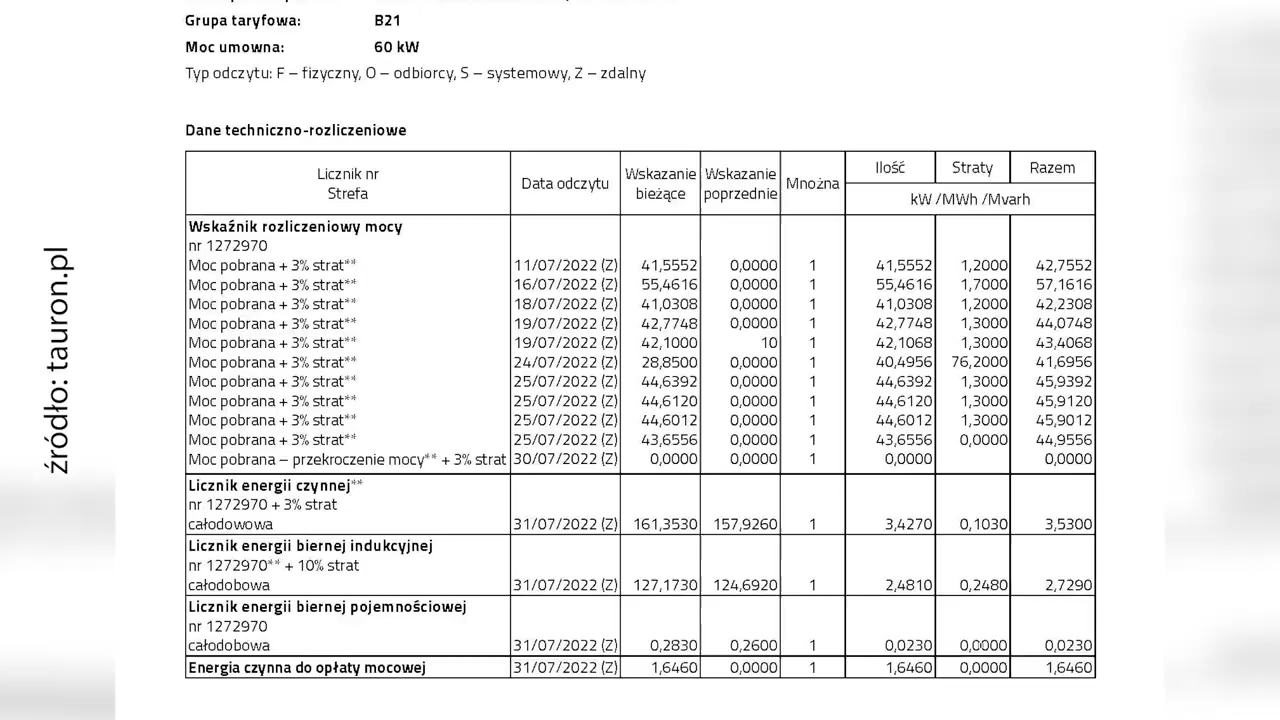 Grupa taryfowa: B21
Moc umowna: 60 kW
Typ odczytu: F – fizyczny, O – odbiorcy, S – systemowy, Z – zdalny
Dane techniczno-rozliczeniowe
Licznik nr Strefa Data odczytu Wskazanie bieżące Wskazanie poprzednie Mnożna Ilość Straty Razem
kW /MWh /Mvarh
Wskaźnik rozliczeniowy mocy
nr 1272970
Moc pobrana + 3% strat** 11/07/2022 (Z) 41,5552 0,0000 1 41,5552 1,2000 42,7552
Moc pobrana + 3% strat** 16/07/2022 (Z) 55,4616 0,0000 1 55,4616 1,7000 57,1616
Moc pobrana + 3% strat** 18/07/2022 (Z) 41,0308 0,0000 1 41,0308 1,2000 42,2308
Moc pobrana + 3% strat** 19/07/2022 (Z) 42,7748 0,0000 1 42,7748 1,3000 44,0748
Moc pobrana + 3% strat** 19/07/2022 (Z) 42,1000 10 1 42,1068 1,3000 43,4068
Moc pobrana + 3% strat** 24/07/2022 (Z) 28,8500 0,0000 1 40,4956 76,2000 41,6956
Moc pobrana + 3% strat** 25/07/2022 (Z) 44,6392 0,0000 1 44,6392 1,3000 45,9392
Moc pobrana + 3% strat** 25/07/2022 (Z) 44,6120 0,0000 1 44,6120 1,3000 45,9120
Moc pobrana + 3% strat** 25/07/2022 (Z) 44,6012 0,0000 1 44,6012 1,3000 45,9012
Moc pobrana + 3% strat** 25/07/2022 (Z) 43,6556 0,0000 1 43,6556 0,0000 44,9556
Moc pobrana – przekroczenie mocy** + 3% strat 30/07/2022 (Z) 0,0000 0,0000 1 0,0000 0,0000
Licznik energii czynnej**
nr 1272970 + 3% strat
całodowowa 31/07/2022 (Z) 161,3530 157,9260 1 3,4270 0,1030 3,5300
Licznik energii biernej indukcyjnej
nr 1272970** + 10% strat
całodobowa 31/07/2022 (Z) 127,1730 124,6920 1 2,4810 0,2480 2,7290
Licznik energii biernej pojemnościowej
nr 1272970
całodobowa 31/07/2022 (Z) 0,2830 0,2600 1 0,0230 0,0000 0,0230
Energia czynna do opłaty mocowej 31/07/2022 (Z) 1,6460 0,0000 1 1,6460 0,0000 1,6460
źródło: tauron.pl